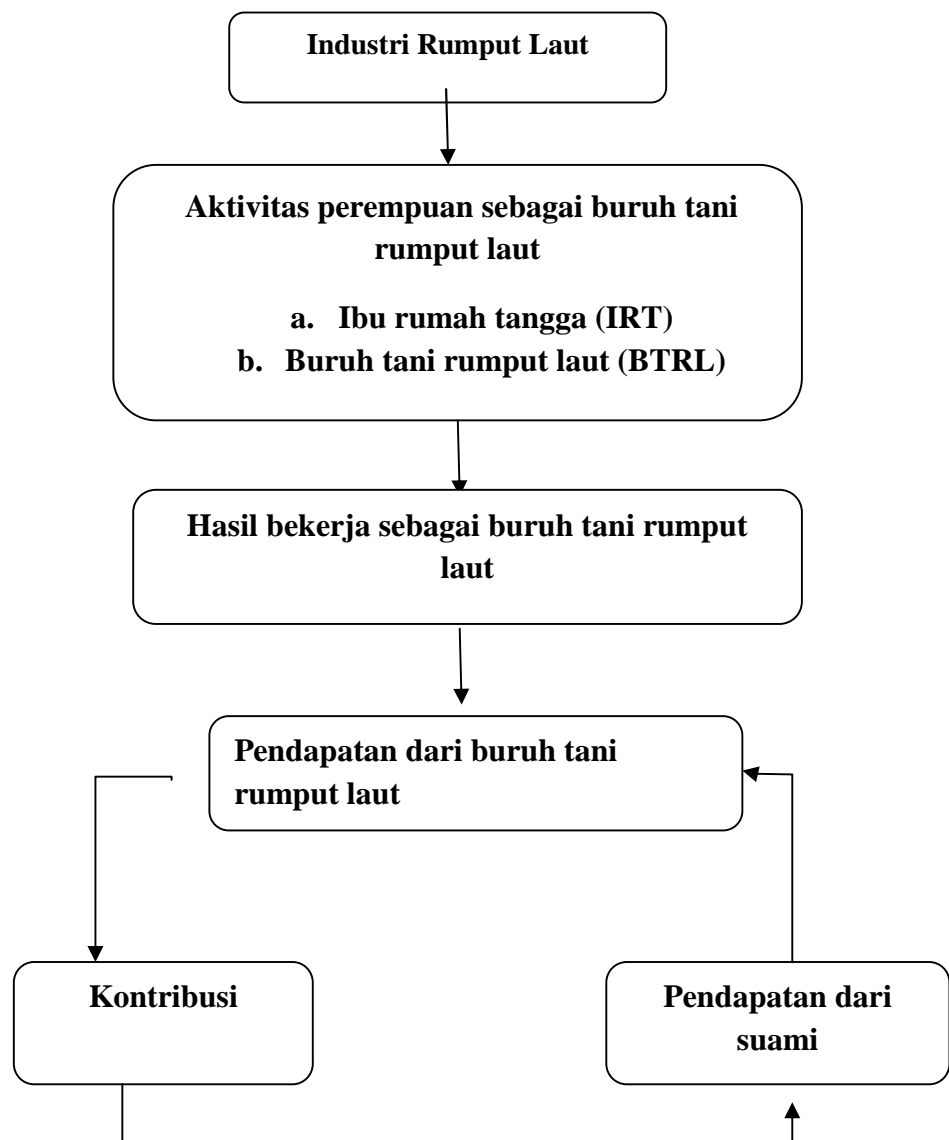 Industri Rumput Laut
Aktivitas perempuan sebagai buruh tani
rumput laut
a. Ibu rumah tangga (IRT)
b. Buruh tani rumput laut (BTRL)
Hasil bekerja sebagai buruh tani rumput
laut
Pendapatan dari buruh tani
rumput laut
Kontribusi
Pendapatan dari
suami